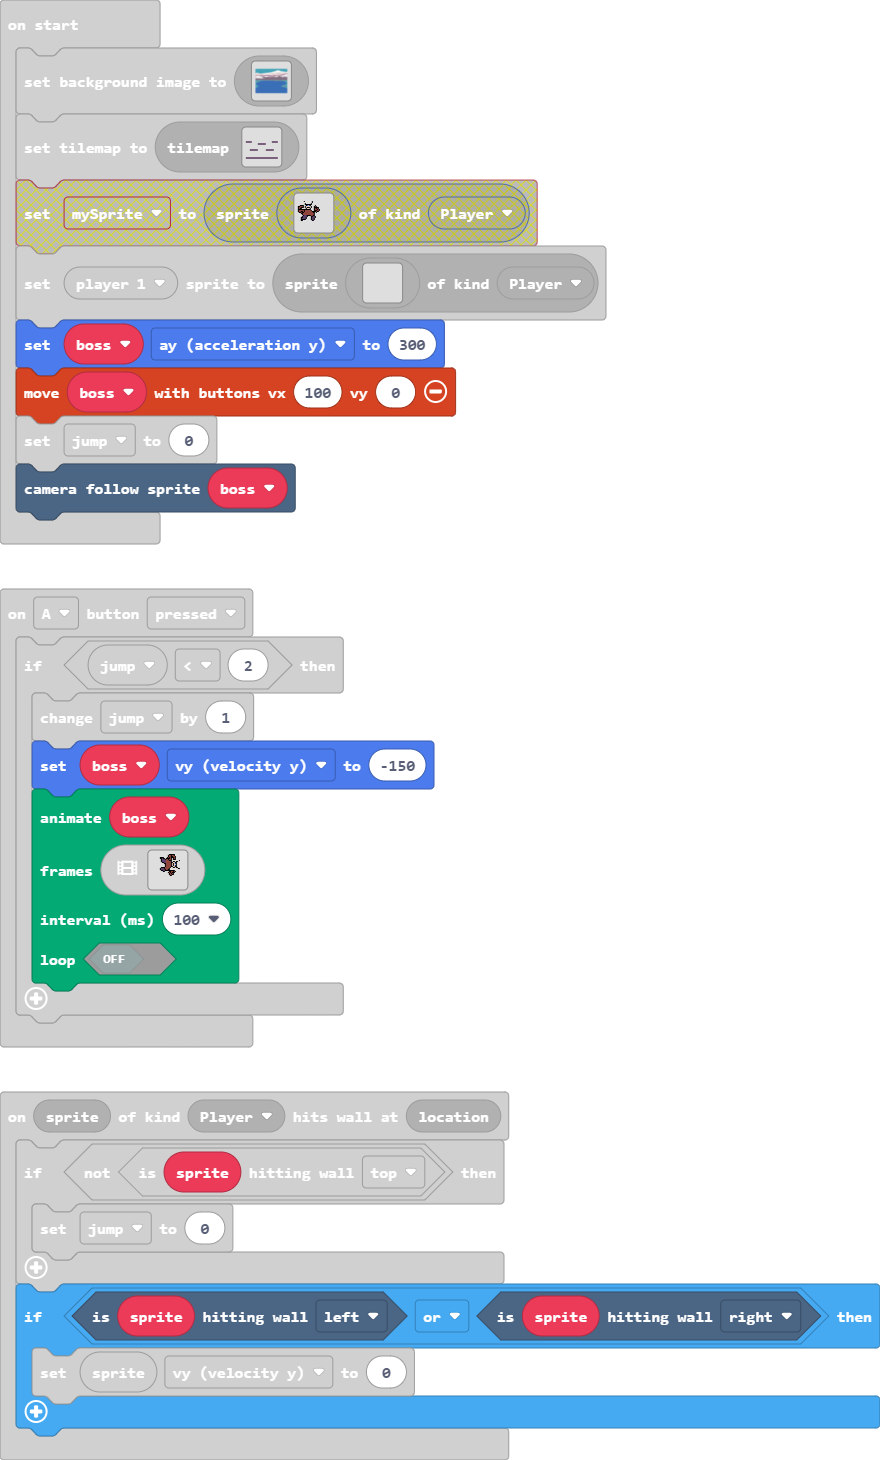 on start
set background image to
set tilemap to tilemap
set mySprite to sprite of kind Player
set player 1 sprite to sprite of kind Player
set boss ay (acceleration y) to 300
move boss with buttons vx 100 vy 0
set jump to 0
camera follow sprite boss
on A button pressed
if jump < 2 then
change jump by 1
set boss vy (velocity y) to -150
animate boss
frames
interval (ms) 100
loop OFF
on sprite of kind Player hits wall at location
if not is sprite hitting wall top then
set jump to 0
if is sprite hitting wall left or is sprite hitting wall right then
set sprite vy (velocity y) to 0